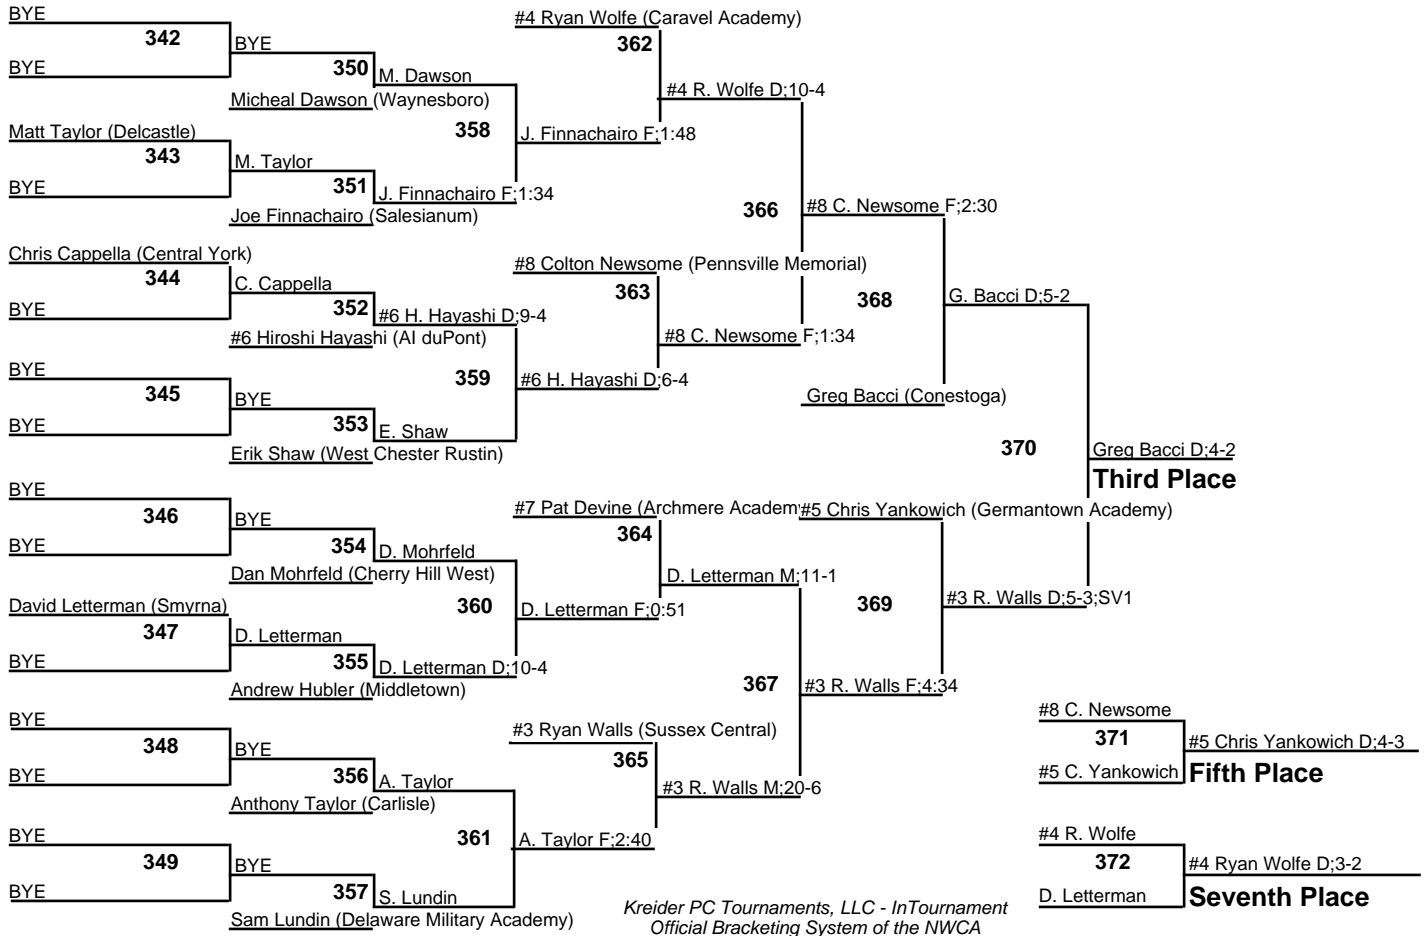 BYE
342
BYE
BYE
350
M. Dawson
Micheal Dawson (Waynesboro)
358
Matt Taylor (Delcastle)
343
M. Taylor
BYE
351
J. Finnachairo F;1:34
Joe Finnachairo (Salesianum)
J. Finnachairo F;1:48
#4 Ryan Wolfe (Caravel Academy)
362
#4 R. Wolfe D;10-4
366
#8 C. Newsome F;2:30
Chris Cappella (Central York)
344
C. Cappella
BYE
352
#6 H. Hayashi D;9-4
#6 Hiroshi Hayashi (AI duPont)
359
#6 H. Hayashi D;6-4
BYE
345
BYE
BYE
353
E. Shaw
Erik Shaw (West Chester Rustin)
#8 Colton Newsome (Pennsville Memorial)
363
#8 C. Newsome F;1:34
368
G. Bacci D;5-2
Greg Bacci (Conestoga)
370
Greg Bacci D;4-2
Third Place
BYE
346
BYE
BYE
354
D. Mohrfeld
Dan Mohrfeld (Cherry Hill West)
360
D. Letterman F;0:51
David Letterman (Smyrna)
347
D. Letterman
BYE
355
D. Letterman D;10-4
Andrew Hubler (Middletown)
#7 Pat Devine (Archmere Academy
364
D. Letterman M;11-1
#5 Chris Yankowich (Germantown Academy)
369
#3 R. Walls D;5-3;SV1
367
#3 R. Walls F;4:34
BYE
348
BYE
BYE
356
A. Taylor
Anthony Taylor (Carlisle)
361
A. Taylor F;2:40
BYE
349
BYE
BYE
357
S. Lundin
Sam Lundin (Delaware Military Academy)
#3 Ryan Walls (Sussex Central)
365
#3 R. Walls M;20-6
#8 C. Newsome
371
#5 Chris Yankowich D;4-3
#5 C. Yankowich
Fifth Place
#4 R. Wolfe
372
#4 Ryan Wolfe D;3-2
D. Letterman
Seventh Place
Kreider PC Tournaments, LLC - InTournament
Official Bracketing System of the NWCA